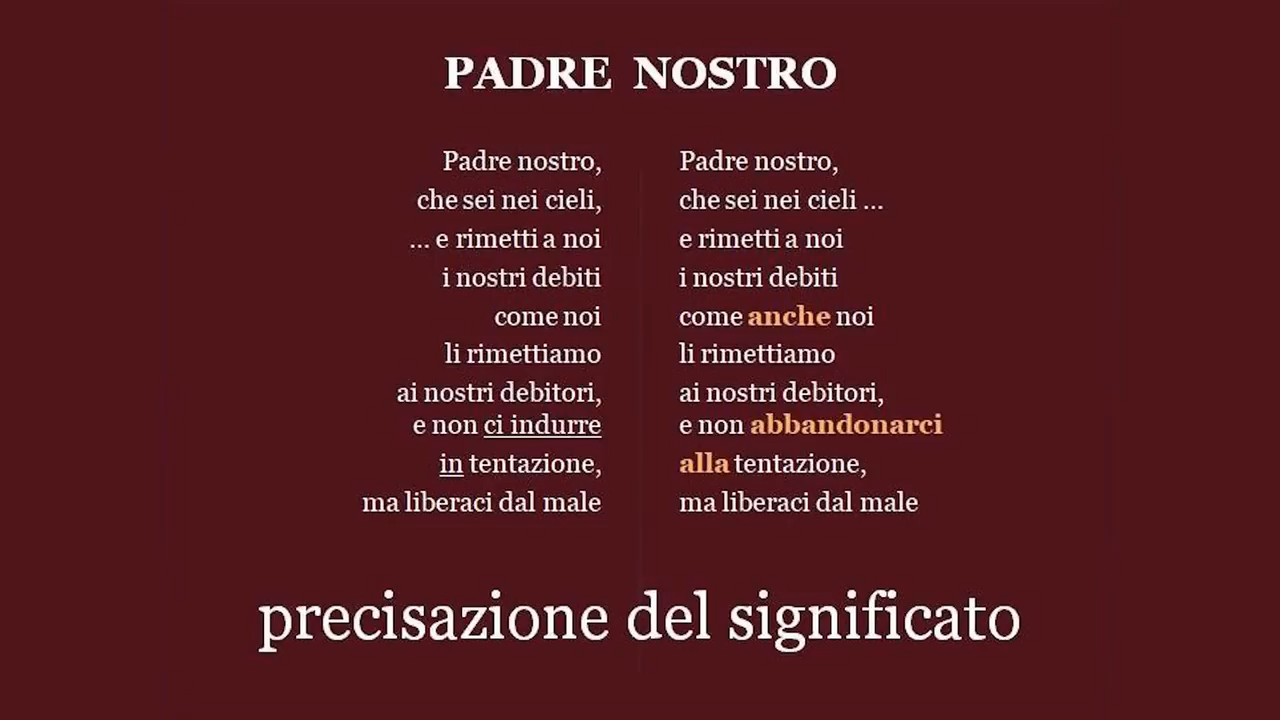 PADRE NOSTRO
Padre nostro,
che sei nei cieli,
... e rimetti a noi
i nostri debiti
come noi
li rimettiamo
ai nostri debitori,
e non ci indurre
in tentazione,
ma liberaci dal male
Padre nostro,
che sei nei cieli ...
e rimetti a noi
i nostri debiti
come anche noi
li rimettiamo
ai nostri debitori,
e non abbandonarci
alla tentazione,
ma liberaci dal male
precisazione del significato